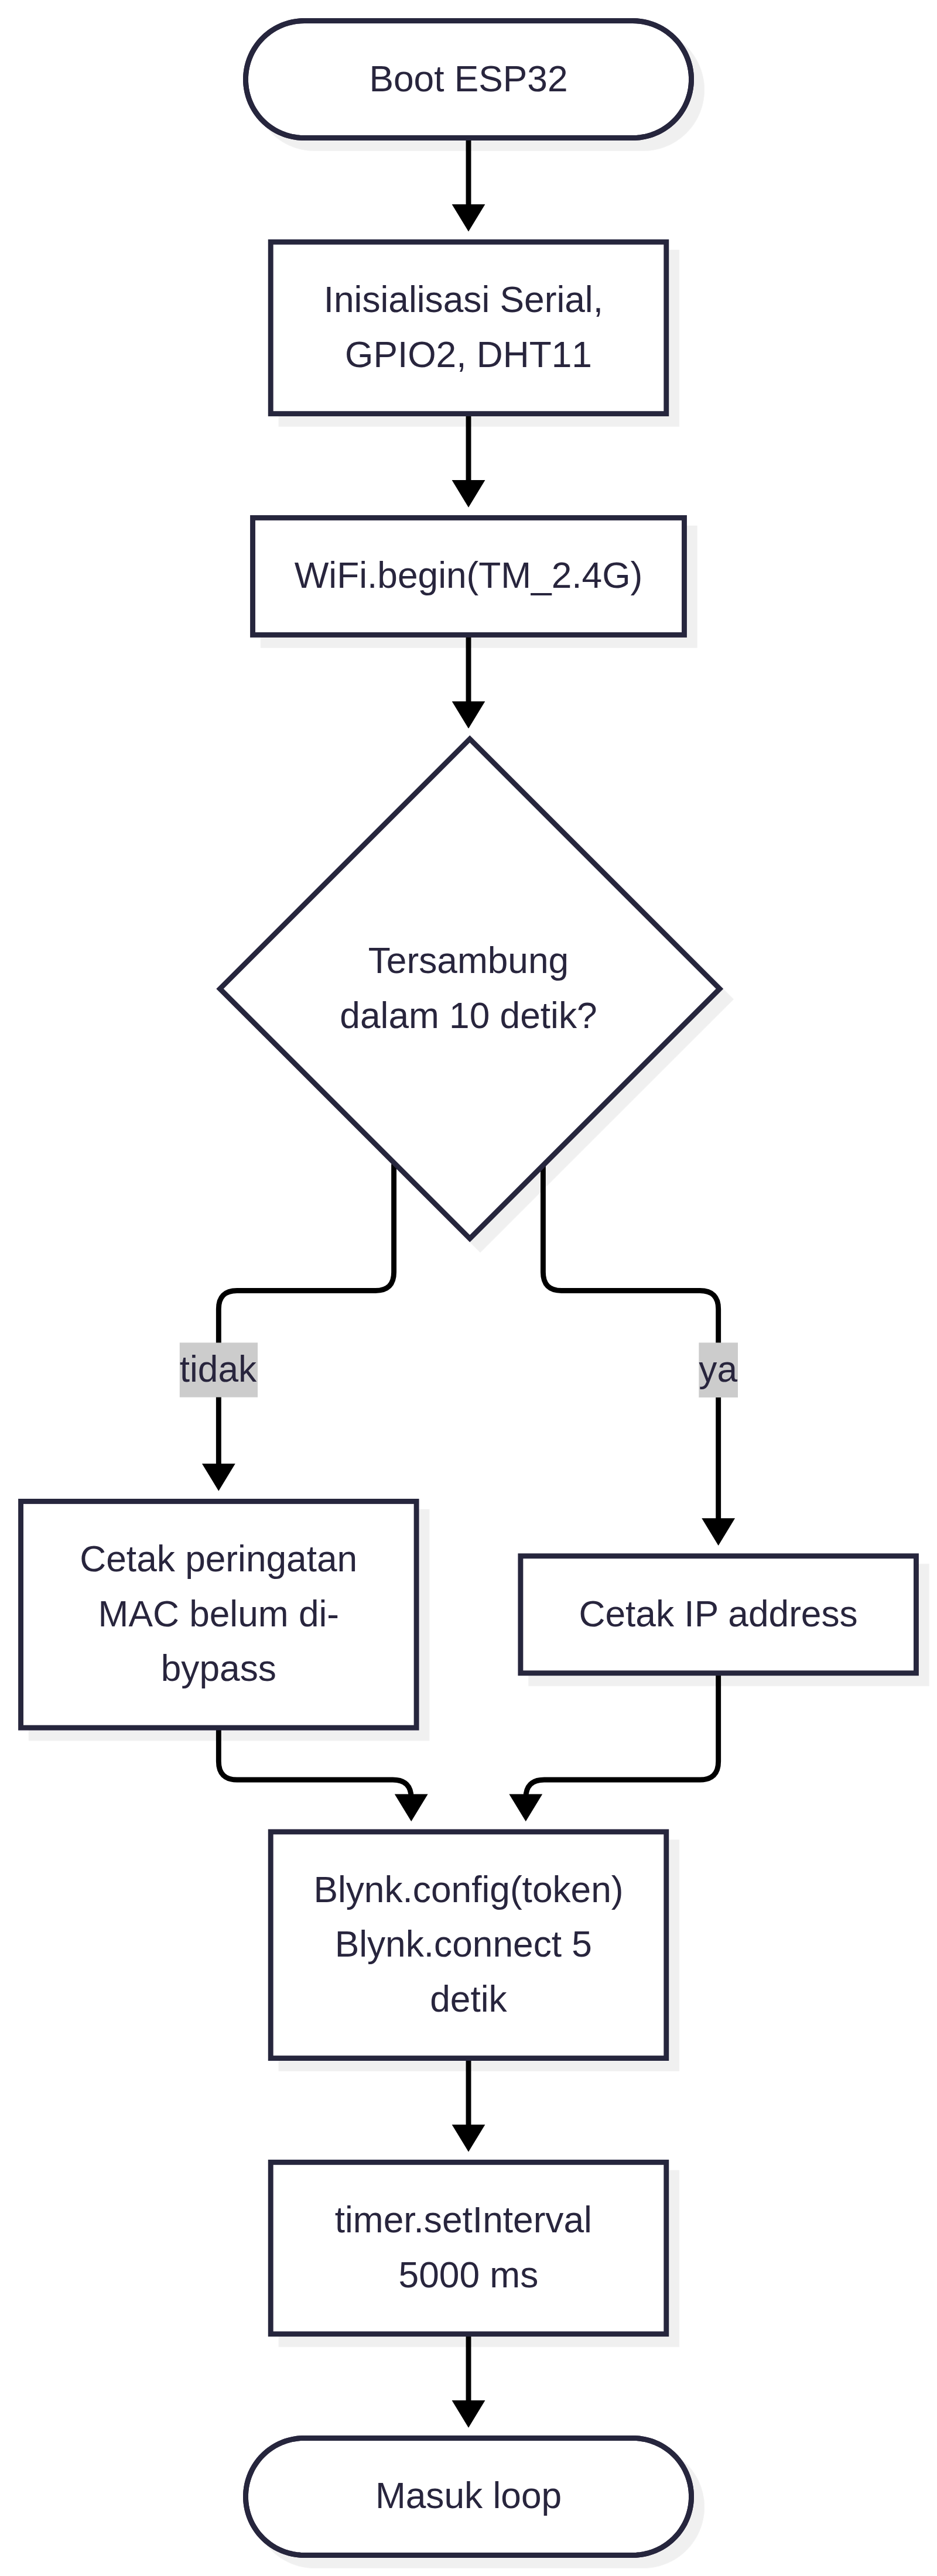 Boot ESP32
Inisialisasi Serial,
GPIO2, DHT11
WiFi.begin(TM_2.4G)
Tersambung
dalam 10 detik?
tidak
ya
Cetak peringatan
MAC belum di-
bypass
Cetak IP address
Blynk.config(token)
Blynk.connect 5
detik
timer.setInterval
5000 ms
Masuk loop